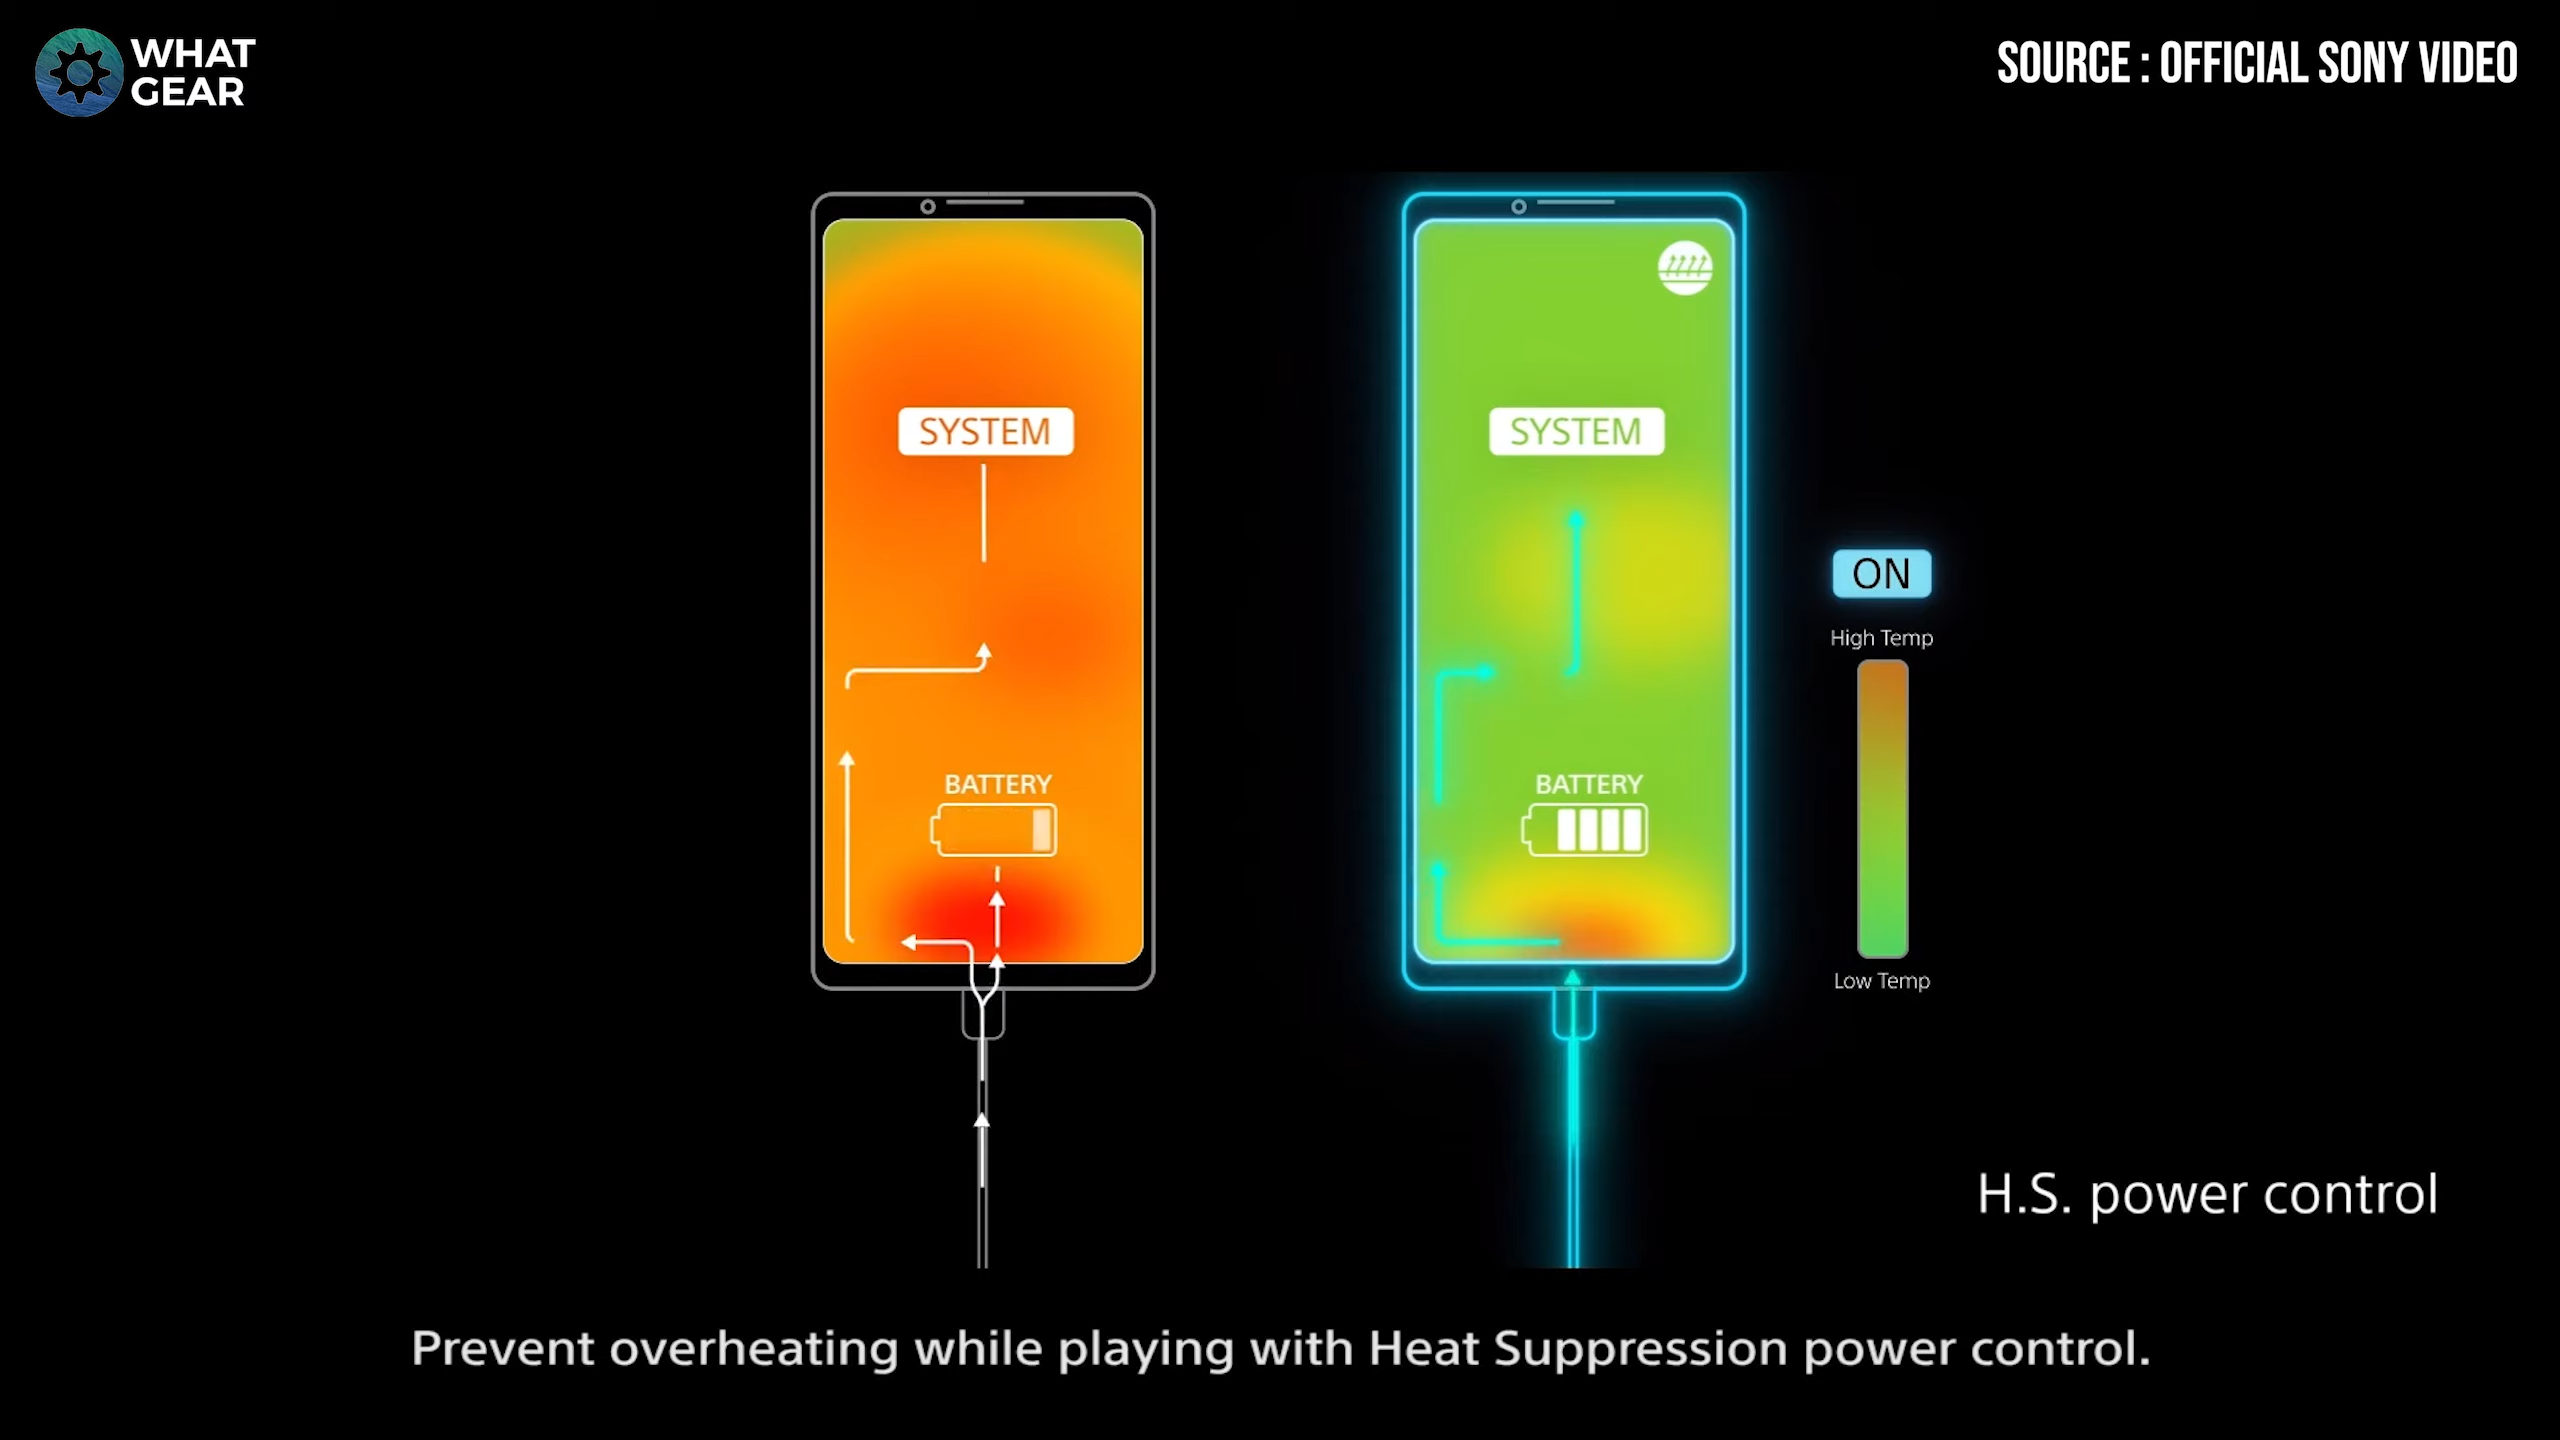 WHAT
GEAR
SOURCE : OFFICIAL SONY VIDEO
SYSTEM
SYSTEM
ON
High Temp
BATTERY
BATTERY
Low Temp
H.S. power control
Prevent overheating while playing with Heat Suppression power control.